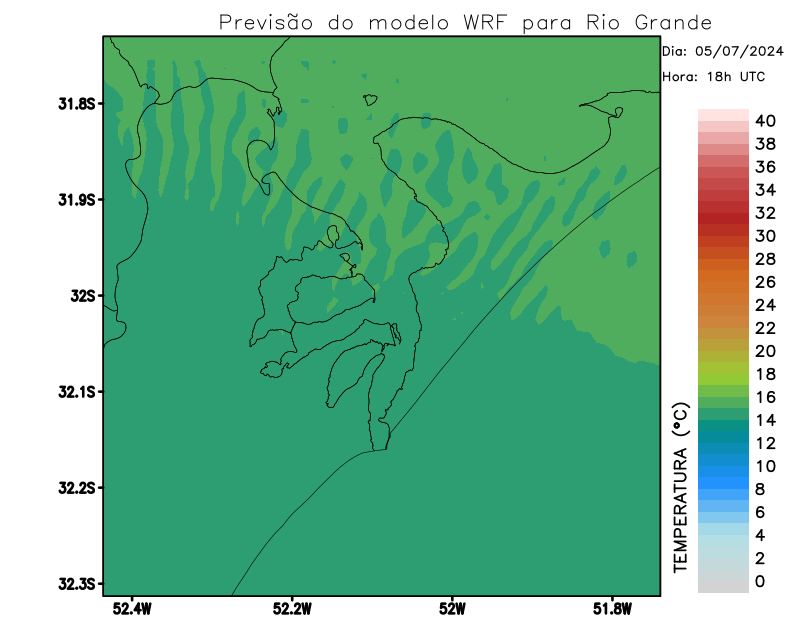 Previsão do modelo WRF para Rio Grande
Dia: 05/07/2024
Hora: 18h UTC
31.8S
31.9S
32S
32.1S
32.2S
32.3S
52.4W
52.2W
52W
51.8W
TEMPERATURA (ºC)
40
38
36
34
32
30
28
26
24
22
20
18
16
14
12
10
8
6
4
2
0